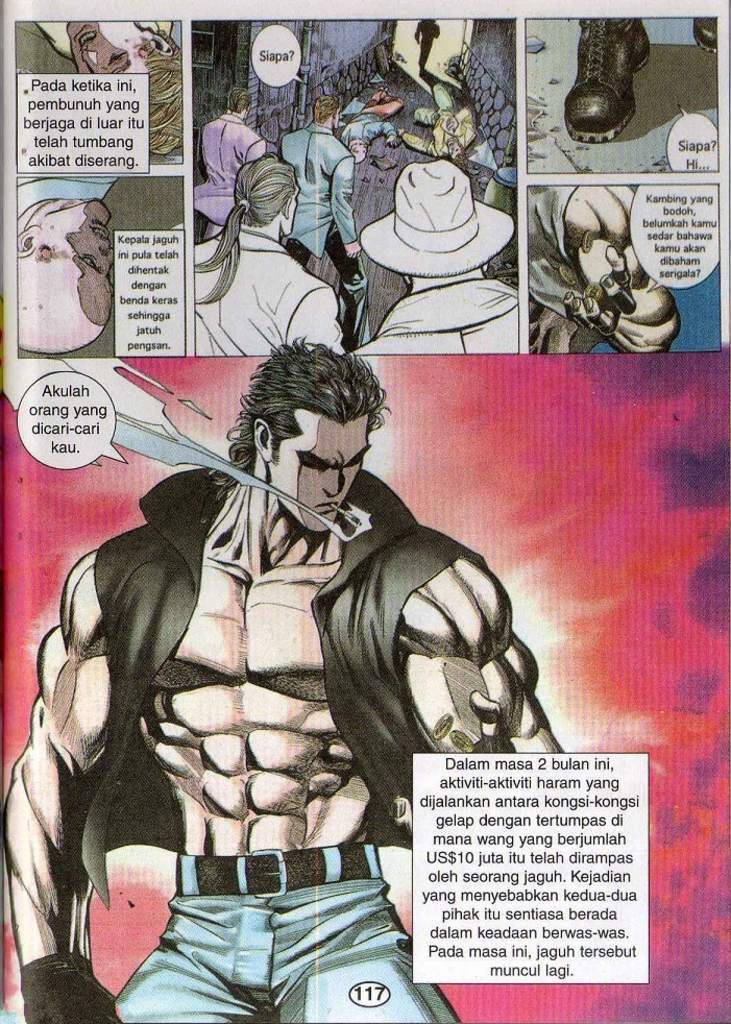 Pada ketika itu,
pembunuh yang
berjaga di luar itu
telah tumbang
akibat diserang.
Siapa?
Siapa?
Hi...
Kepala jaguh
ini pula telah
dihentak
dengan
benda keras
sehingga
jatuh
pengsan.
Kambing yang
bodoh,
belumkah kamu
sedar bahawa
kamu akan
dibaham
serigala?
Akulah
orang yang
dicari-cari
kau.
Dalam masa 2 bulan ini,
aktiviti-aktiviti haram yang
dijalankan antara kongsi-kongsi
gelap dengan tertumpas di
mana wang yang berjumlah
US$10 juta itu telah dirampas
oleh seorang jaguh. Kejadian
yang menyebabkan kedua-dua
pihak itu sentiasa berada
dalam keadaan berwas-was.
Pada masa ini, jaguh tersebut
muncul lagi.
117